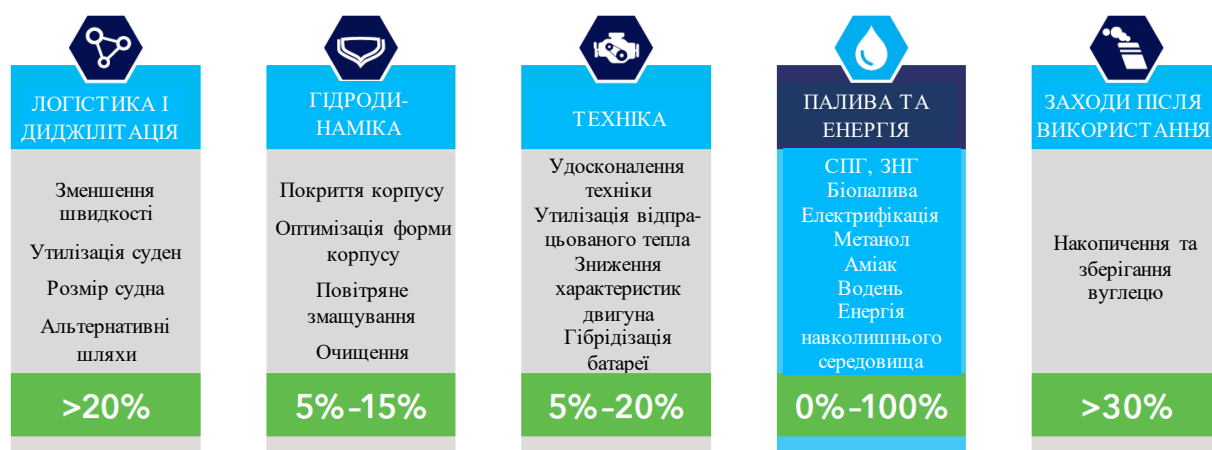 ЛОГІСТИКА І
ДИДЖІЛІТАЦІЯ
Зменшення
швидкості
Утилізація суден
Розмір судна
Альтернативні
шляхи
>20%
ГІДРОДИ-
НАМІКА
Покриття корпусу
Оптимізація форми
корпусу
Повітряне
змащування
Очищення
5%-15%
ТЕХНІКА
Удосконалення
техніки
Утилізація відпра-
цьованого тепла
Зниження
характеристик
двигуна
Гібрідізація
батареї
5%-20%
ПАЛИВА ТА
ЕНЕРГІЯ
СПГ, ЗНГ
Біопалива
Електрифікація
Метанол
Аміак
Водень
Енергія
навколишнього
середовища
0%-100%
ЗАХОДИ ПІСЛЯ
ВИКОРИСТАННЯ
Накопичення та
зберігання
вуглецю
>30%